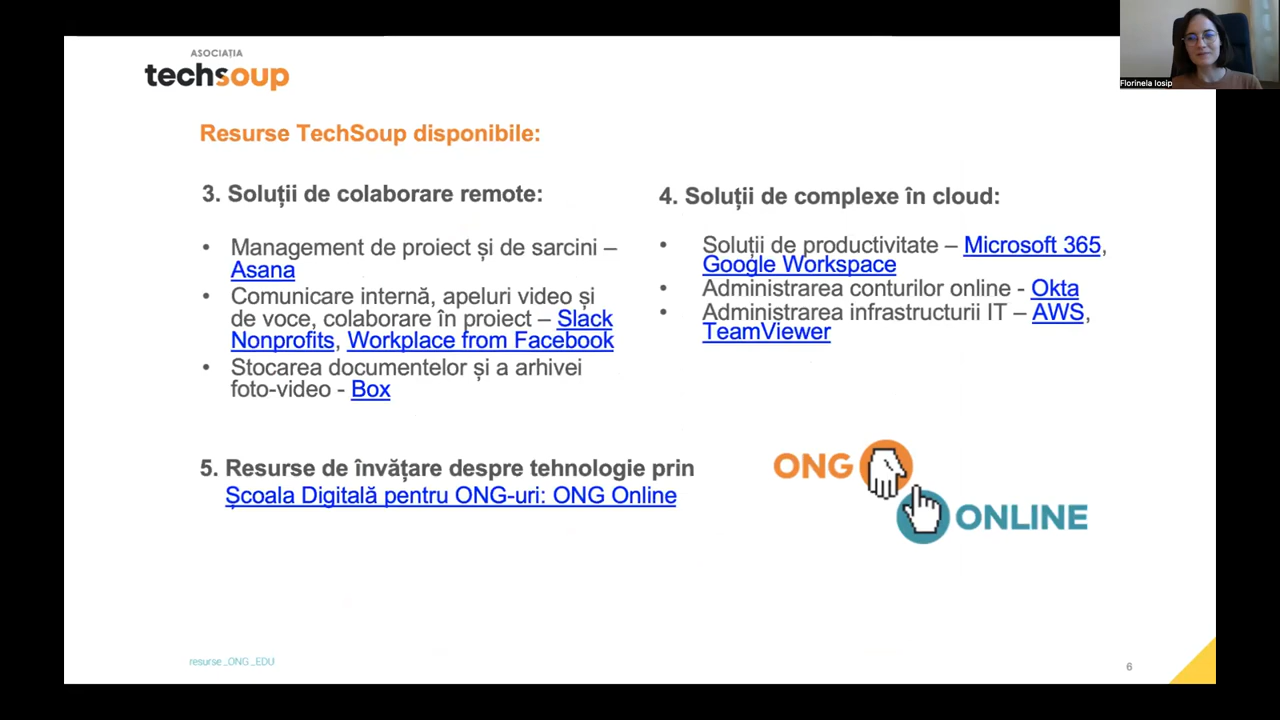 ASOCIAȚIA
techsoup
Florinela Iosip
Resurse TechSoup disponibile:
3. Soluții de colaborare remote:
• Management de proiect și de sarcini –
Asana
• Comunicare internă, apeluri video și
de voce, colaborare în proiect – Slack
Nonprofits, Workplace from Facebook
• Stocarea documentelor și a arhivei
foto-video - Box
4. Soluții de complexe în cloud:
• Soluții de productivitate – Microsoft 365,
Google Workspace
• Administrarea conturilor online - Okta
• Administrarea infrastructurii IT – AWS,
TeamViewer
5. Resurse de învățare despre tehnologie prin
Școala Digitală pentru ONG-uri: ONG Online
ONG
ONLINE
resurse_ONG_EDU
6